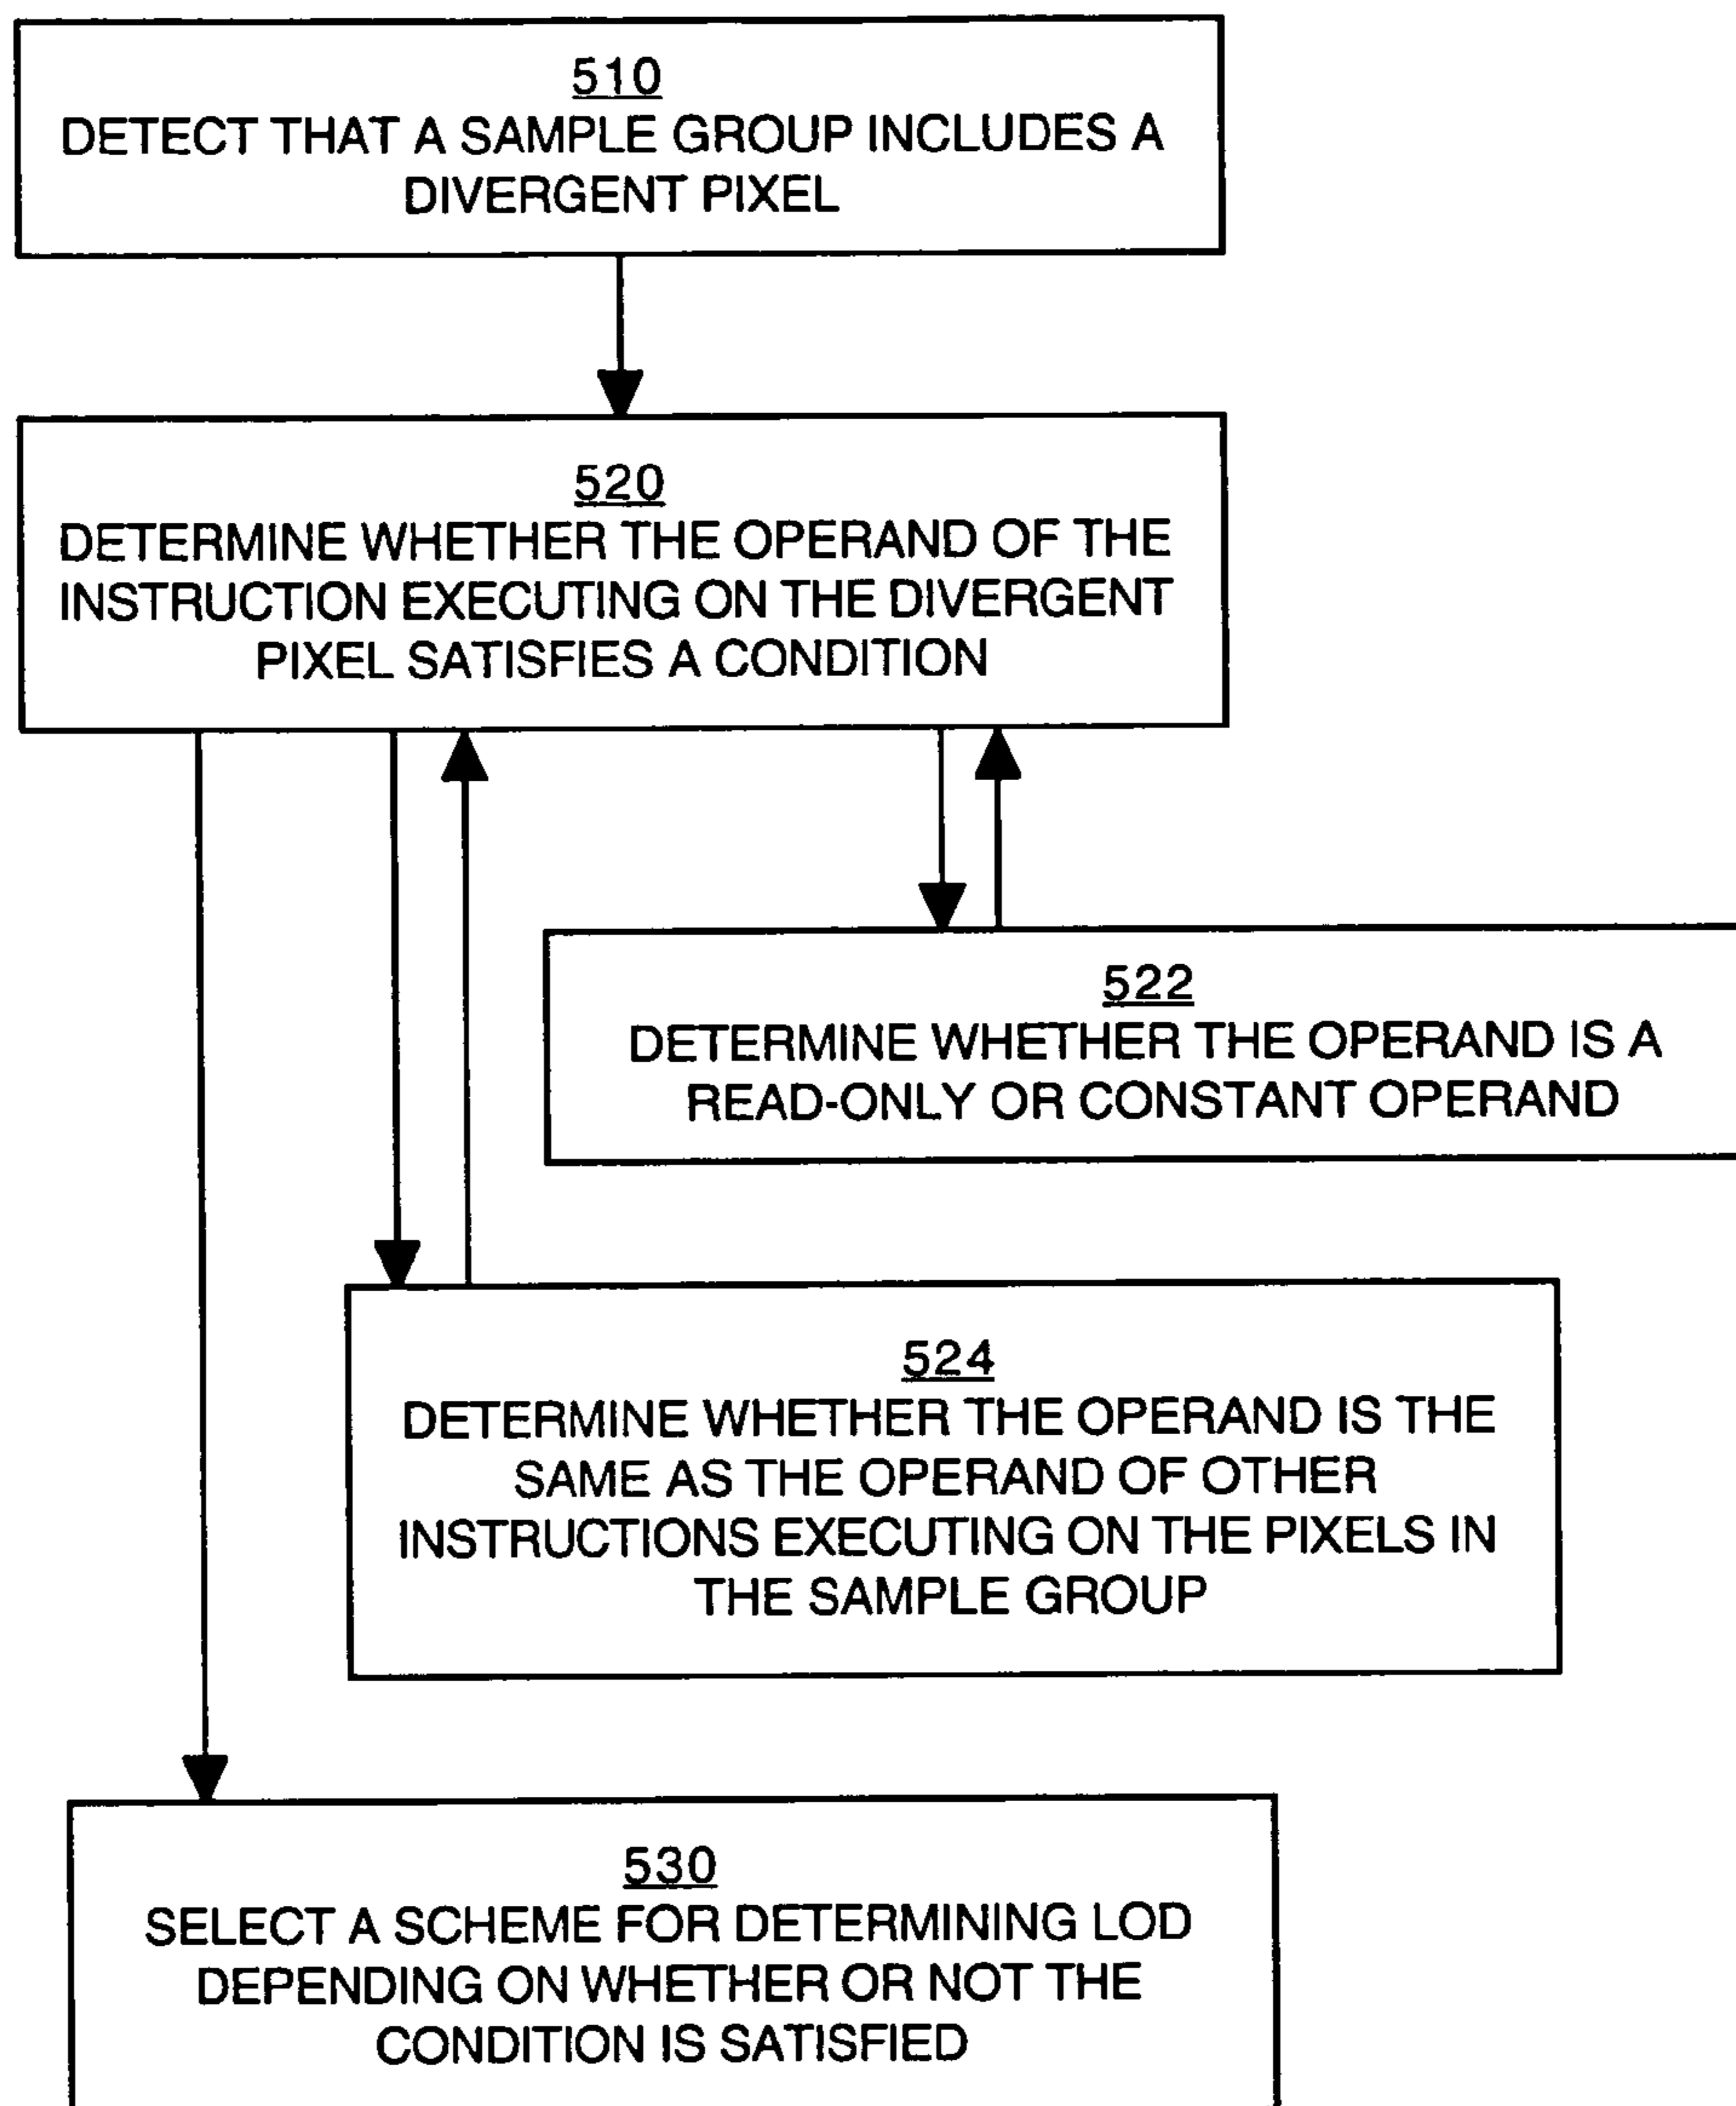 510
DETECT THAT A SAMPLE GROUP INCLUDES A
DIVERGENT PIXEL
520
DETERMINE WHETHER THE OPERAND OF THE
INSTRUCTION EXECUTING ON THE DIVERGENT
PIXEL SATISFIES A CONDITION
522
DETERMINE WHETHER THE OPERAND IS A
READ-ONLY OR CONSTANT OPERAND
524
DETERMINE WHETHER THE OPERAND IS THE
SAME AS THE OPERAND OF OTHER
INSTRUCTIONS EXECUTING ON THE PIXELS IN
THE SAMPLE GROUP
530
SELECT A SCHEME FOR DETERMINING LOD
DEPENDING ON WHETHER OR NOT THE
CONDITION IS SATISFIED